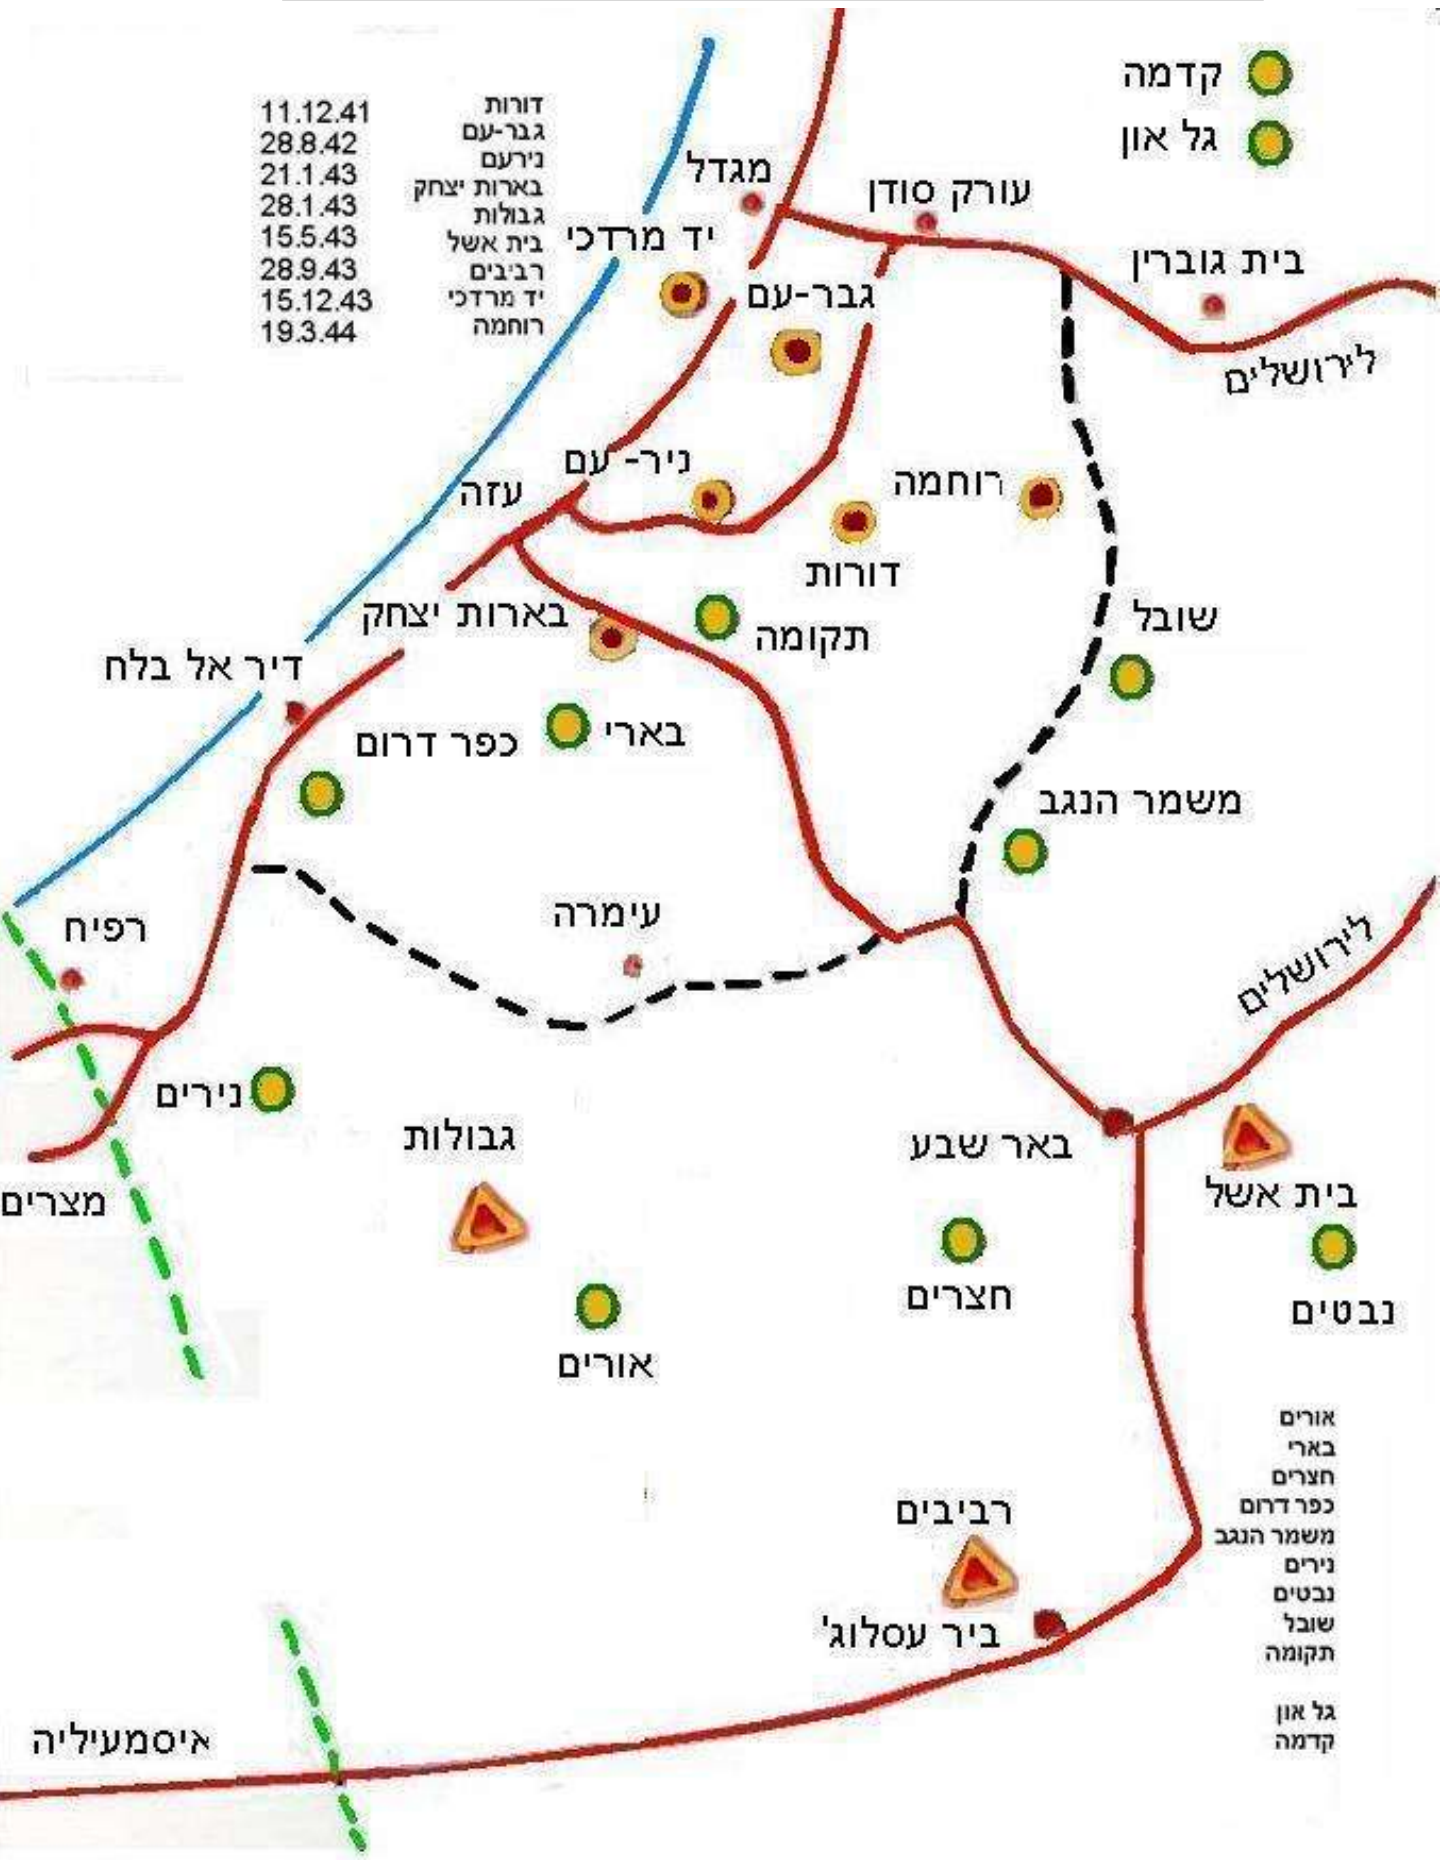 קדמה
גל און
דורות
גבר-עם
נירעם
בארות יצחק
גבולות
בית אשל
רביבים
יד מרדכי
רוחמה
11.12.41
28.8.42
21.1.43
28.1.43
15.5.43
28.9.43
15.12.43
19.3.44
מגדל
עורק סודן
יד מרדכי
בית גוברין
גבר-עם
לירושלים
ניר- עם
רוחמה
עזה
דורות
בארות יצחק
שובל
תקומה
דיר אל בלח
בארי
כפר דרום
משמר הנגב
עימרה
רפיח
לירושלים
נירים
גבולות
באר שבע
מצרים
בית אשל
חצרים
נבטים
אורים
אורים
בארי
חצרים
כפר דרום
משמר הנגב
נירים
נבטים
שובל
תקומה
גל און
קדמה
רביבים
ביר עסלוג'
איסמעיליה